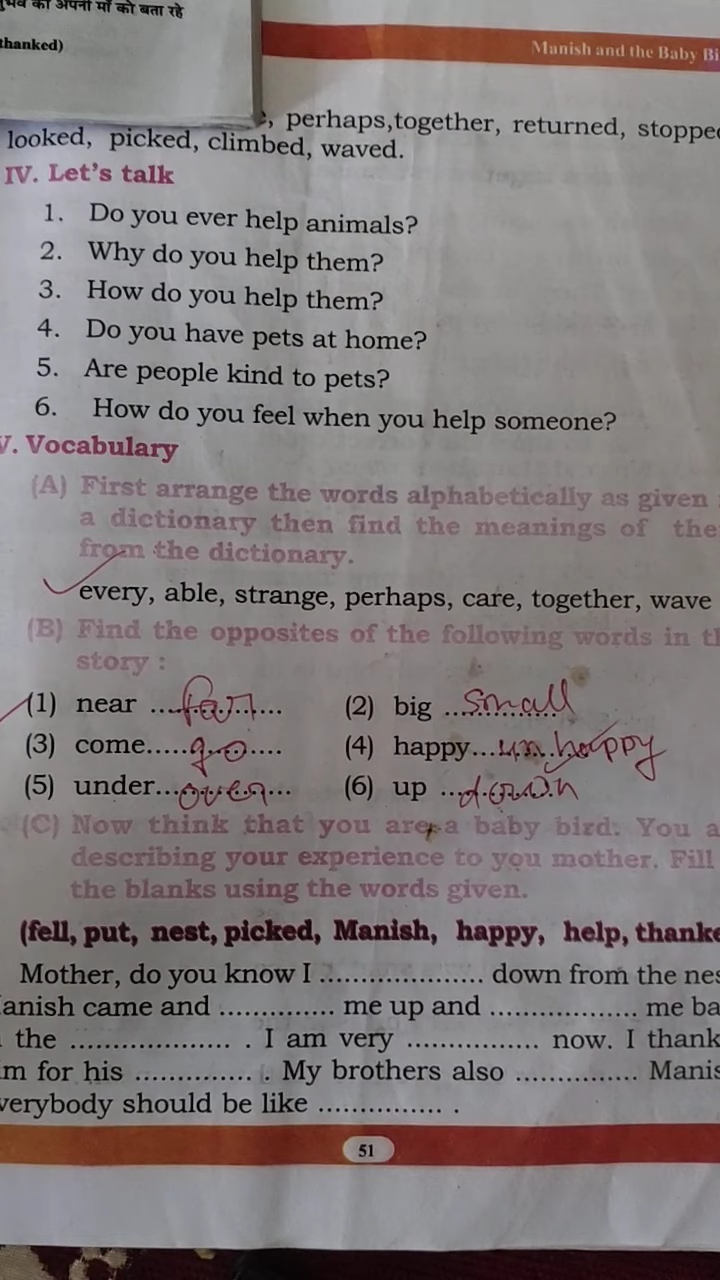 को अपनी माँ को बता रहे
thanked)
Manish and the Baby Bi
perhaps,together, returned, stopped
looked, picked, climbed, waved.
IV. Let's talk
1. Do you ever help animals?
2. Why do you help them?
3. How do you help them?
4. Do you have pets at home?
5. Are people kind to pets?
6. How do you feel when you help someone?
V. Vocabulary
(A) First arrange the words alphabetically as given
a dictionary then find the meanings of the
from the dictionary.
every, able, strange, perhaps, care, together, wave
(B) Find the opposites of the following words in th
story :
(1) near ....far.... (2) big ...small...
(3) come.....go.... (4) happy...un.happy
(5) under...over... (6) up ...down
(C) Now think that you are a baby bird. You a
describing your experience to you mother. Fill
the blanks using the words given.
(fell, put, nest, picked, Manish, happy, help, thanke
Mother, do you know I .................... down from the nes
anish came and .............. me up and .................. me ba
the .................... . I am very ................ now. I thank
m for his .............. . My brothers also ............... Manis
verybody should be like ............... .
51